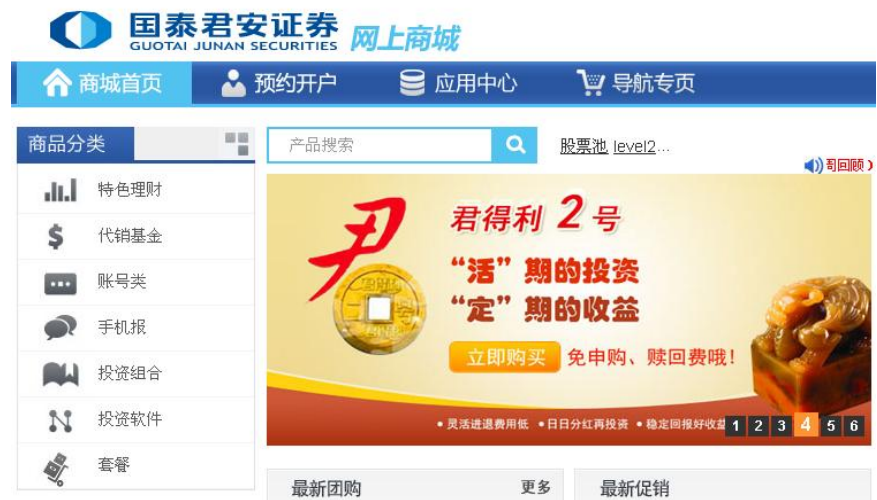 国泰君安证券 网上商城
GUOTAI JUNAN SECURITIES
商城首页 预约开户 应用中心 导航专页
商品分类
产品搜索 股票池 level2...
司回顾）
特色理财
代销基金
账号类
手机报
投资组合
投资软件
套餐
君得利 2 号
“活”期的投资
“定”期的收益
立即购买 免申购、赎回费哦！
•灵活进退费用低 •日日分红再投资 •稳定回报好收益
1 2 3 4 5 6
最新团购 更多 最新促销